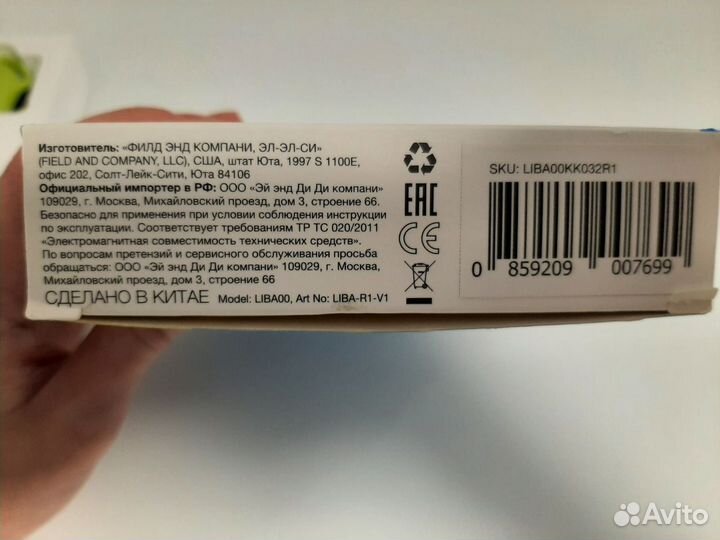 Изготовитель: «ФИЛД ЭНД КОМПАНИ, ЭЛ-ЭЛ-СИ»
(FIELD AND COMPANY, LLC), США, штат Юта, 1997 S 1100E,
офис 202, Солт-Лейк-Сити, Юта 84106
Официальный импортер в РФ: ООО «Эй энд Ди Ди компани»
109029, г. Москва, Михайловский проезд, дом 3, строение 66.
Безопасно для применения при условии соблюдения инструкции
по эксплуатации. Соответствует требованиям ТР ТС 020/2011
«Электромагнитная совместимость технических средств».
По вопросам претензий и сервисного обслуживания просьба
обращаться: ООО «Эй энд Ди Ди компани» 109029, г. Москва,
Михайловский проезд, дом 3, строение 66
СДЕЛАНО В КИТАЕ Model: LIBA00, Art No: LIBA-R1-V1
EAC
CE
SKU: LIBA00KK032R1
0 859209 007699
Avito